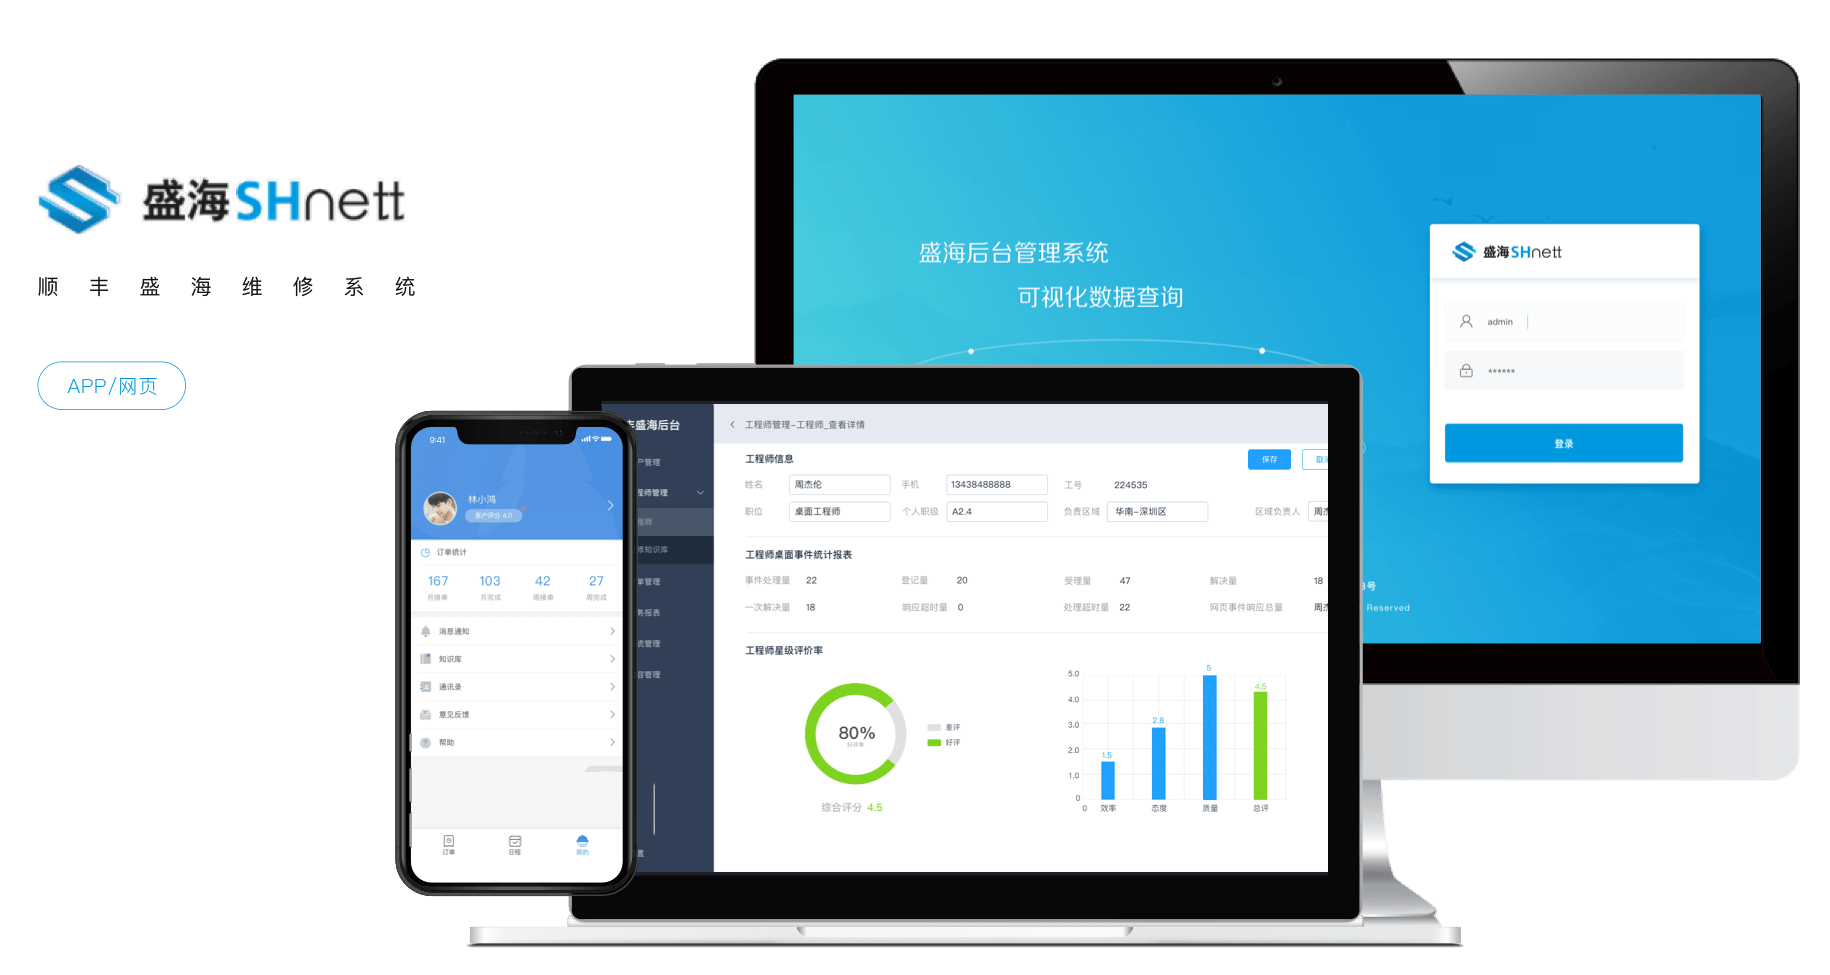 盛海SHnett
顺丰盛海维修系统
APP/网页
盛海后台管理系统
可视化数据查询
盛海SHnett
admin
******
登录
3号
Reserved
9:41
林小鸿
客户评分 4.0
订单统计
167 103 42 27
月接单 月完成 周接单 周完成
消息通知
知识库
通讯录
意见反馈
帮助
订单 日程 我的
盛海后台
户管理
程师管理
程师
修知识库
单管理
务报表
统管理
容管理
置
工程师管理-工程师_查看详情
工程师信息
保存 取消
姓名 周杰伦 手机 13438488888 工号 224535
职位 桌面工程师 个人职级 A2.4 负责区域 华南-深圳区 区域负责人 周杰
工程师桌面事件统计报表
事件处理量 22 登记量 20 受理量 47 解决量 18
一次解决量 18 响应超时量 0 处理超时量 22 网页事件响应总量 周杰
工程师星级评价率
80%
好评率
差评
好评
综合评分 4.5
5.0
4.0
3.0
2.0
1.0
0
0 效率 态度 质量 总评
1.5 2.8 5 4.5